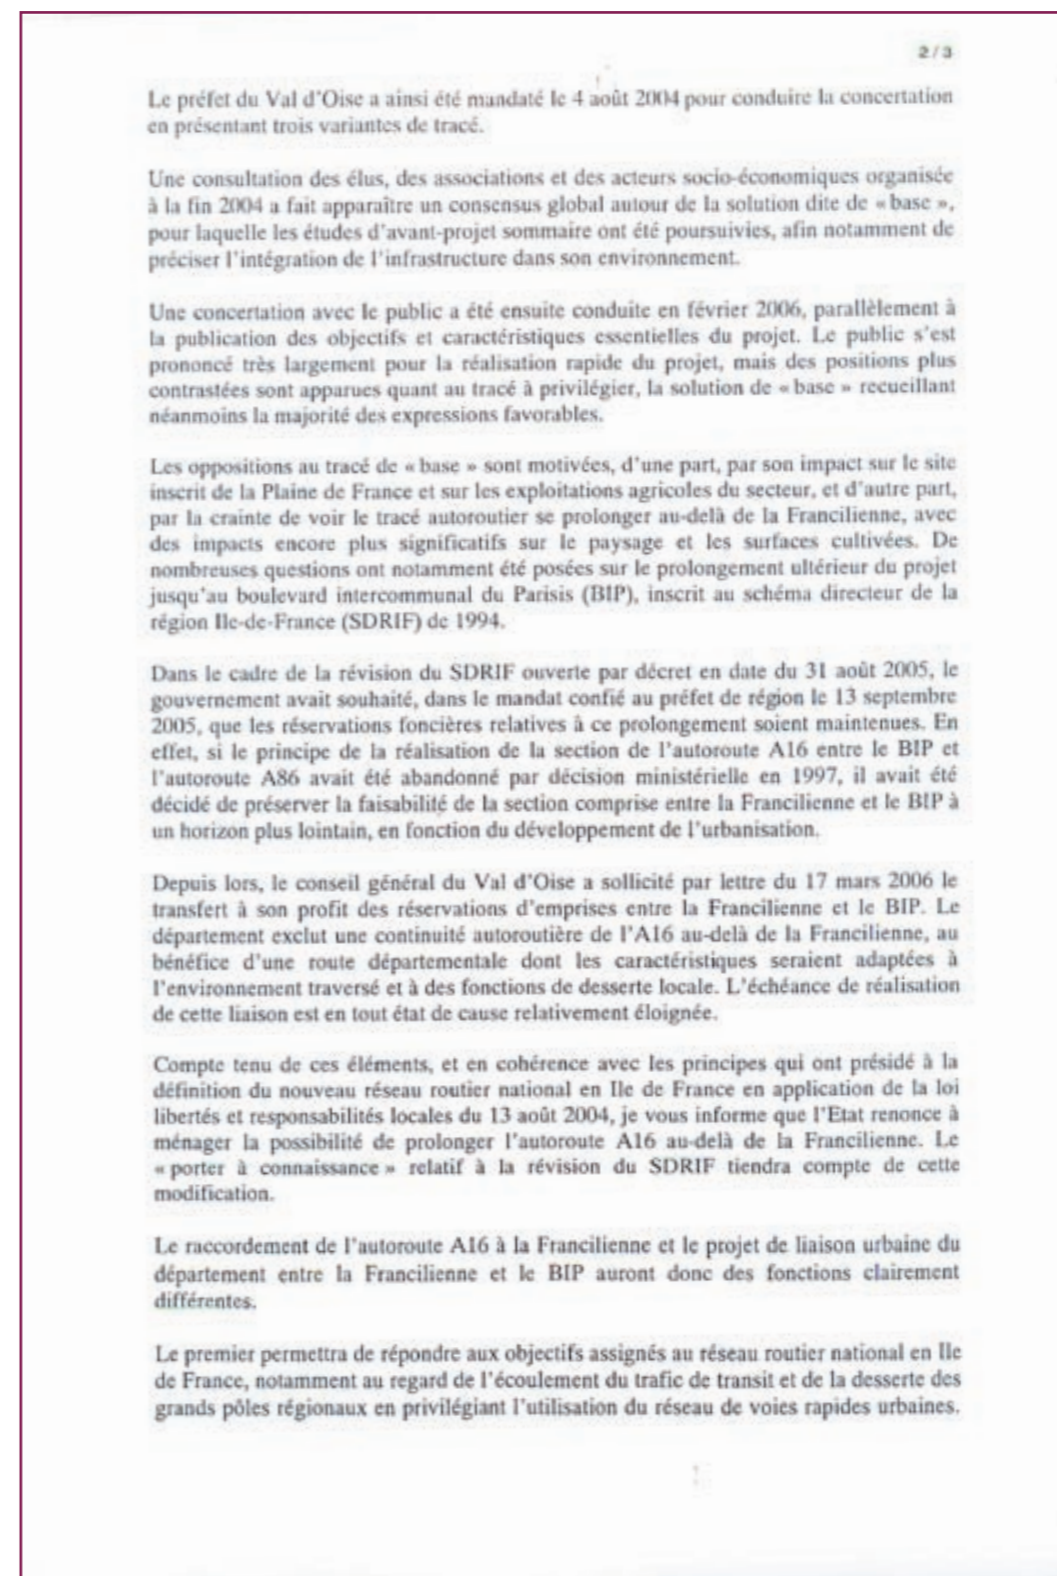 2/3
Le préfet du Val d'Oise a ainsi été mandaté le 4 août 2004 pour conduire la concertation
en présentant trois variantes de tracé.
Une consultation des élus, des associations et des acteurs socio-économiques organisée
à la fin 2004 a fait apparaître un consensus global autour de la solution dite de « base »,
pour laquelle les études d'avant-projet sommaire ont été poursuivies, afin notamment de
préciser l'intégration de l'infrastructure dans son environnement.
Une concertation avec le public a été ensuite conduite en février 2006, parallèlement à
la publication des objectifs et caractéristiques essentielles du projet. Le public s'est
prononcé très largement pour la réalisation rapide du projet, mais des positions plus
contrastées sont apparues quant au tracé à privilégier, la solution de « base » recueillant
néanmoins la majorité des expressions favorables.
Les oppositions au tracé de « base » sont motivées, d'une part, par son impact sur le site
inscrit de la Plaine de France et sur les exploitations agricoles du secteur, et d'autre part,
par la crainte de voir le tracé autoroutier se prolonger au-delà de la Francilienne, avec
des impacts encore plus significatifs sur le paysage et les surfaces cultivées. De
nombreuses questions ont notamment été posées sur le prolongement ultérieur du projet
jusqu'au boulevard intercommunal du Parisis (BIP), inscrit au schéma directeur de la
région Ile-de-France (SDRIF) de 1994.
Dans le cadre de la révision du SDRIF ouverte par décret en date du 31 août 2005, le
gouvernement avait souhaité, dans le mandat confié au préfet de région le 13 septembre
2005, que les réservations foncières relatives à ce prolongement soient maintenues. En
effet, si le principe de la réalisation de la section de l'autoroute A16 entre le BIP et
l'autoroute A86 avait été abandonné par décision ministérielle en 1997, il avait été
décidé de préserver la faisabilité de la section comprise entre la Francilienne et le BIP à
un horizon plus lointain, en fonction du développement de l'urbanisation.
Depuis lors, le conseil général du Val d'Oise a sollicité par lettre du 17 mars 2006 le
transfert à son profit des réservations d'emprises entre la Francilienne et le BIP. Le
département exclut une continuité autoroutière de l'A16 au-delà de la Francilienne, au
bénéfice d'une route départementale dont les caractéristiques seraient adaptées à
l'environnement traversé et à des fonctions de desserte locale. L'échéance de réalisation
de cette liaison est en tout état de cause relativement éloignée.
Compte tenu de ces éléments, et en cohérence avec les principes qui ont présidé à la
définition du nouveau réseau routier national en Ile de France en application de la loi
libertés et responsabilités locales du 13 août 2004, je vous informe que l'Etat renonce à
ménager la possibilité de prolonger l'autoroute A16 au-delà de la Francilienne. Le
« porter à connaissance » relatif à la révision du SDRIF tiendra compte de cette
modification.
Le raccordement de l'autoroute A16 à la Francilienne et le projet de liaison urbaine du
département entre la Francilienne et le BIP auront donc des fonctions clairement
différentes.
Le premier permettra de répondre aux objectifs assignés au réseau routier national en Ile
de France, notamment au regard de l'écoulement du trafic de transit et de la desserte des
grands pôles régionaux en privilégiant l'utilisation du réseau de voies rapides urbaines.